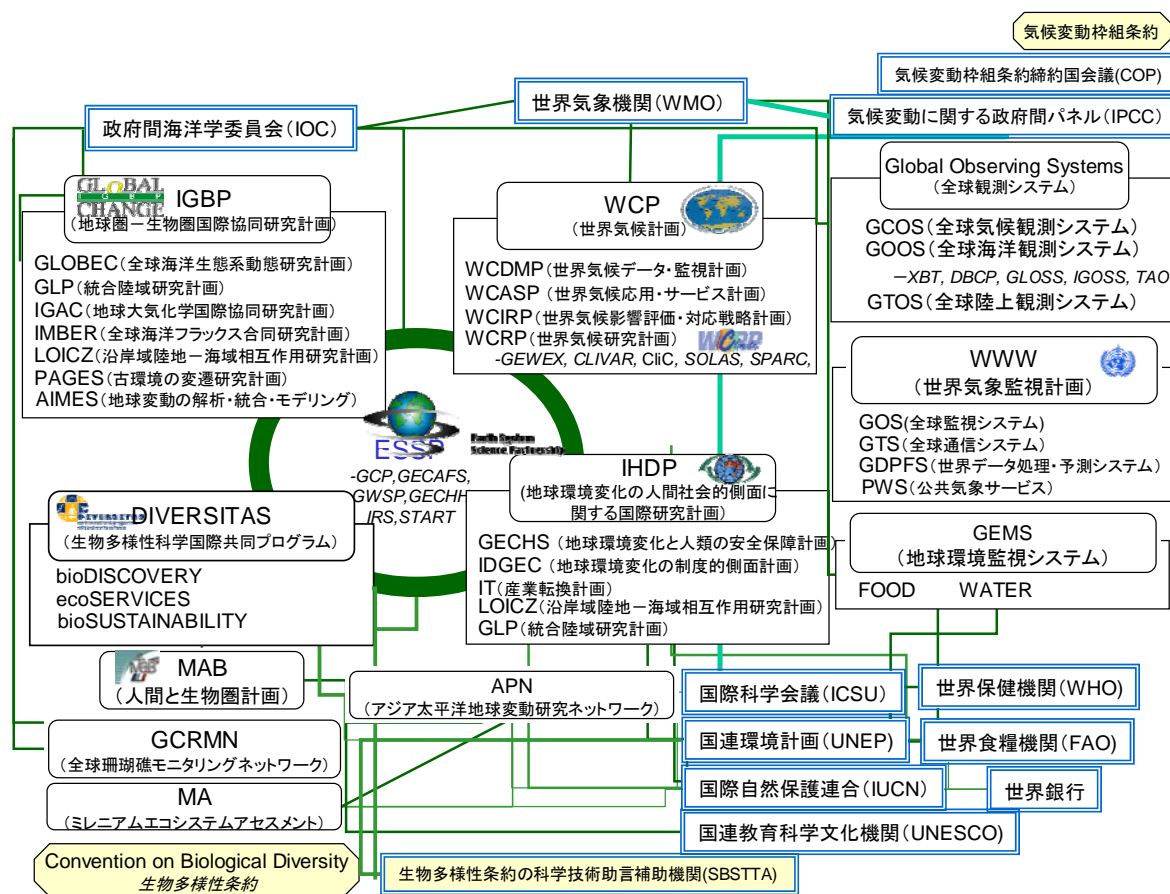 気候変動枠組条約
気候変動枠組条約締約国会議(COP)
世界気象機関(WMO)
政府間海洋学委員会(IOC)
気候変動に関する政府間パネル(IPCC)
GLOBAL
IGBP
CHANGE
IGBP
(地球圏－生物圏国際協同研究計画)
GLOBEC(全球海洋生態系動態研究計画)
GLP(統合陸域研究計画)
IGAC(地球大気化学国際協同研究計画)
IMBER(全球海洋フラックス合同研究計画)
LOICZ(沿岸域陸地－海域相互作用研究計画)
PAGES(古環境の変遷研究計画)
AIMES(地球変動の解析・統合・モデリング)
WCP
(世界気候計画)
WCDMP(世界気候データ・監視計画)
WCASP(世界気候応用・サービス計画)
WCIRP(世界気候影響評価・対応戦略計画)
WCRP(世界気候研究計画)
WCRP
-GEWEX, CLIVAR, CliC, SOLAS, SPARC,
Global Observing Systems
(全球観測システム)
GCOS(全球気候観測システム)
GOOS(全球海洋観測システム)
－XBT, DBCP, GLOSS, IGOSS, TAO
GTOS(全球陸上観測システム)
WWW
(世界気象監視計画)
GOS(全球監視システム)
GTS(全球通信システム)
GDPFS(世界データ処理・予測システム)
PWS(公共気象サービス)
ESSP
Earth System
Science Partnership
-GCP,GECAFS,
GWSP,GECHH
IRS,START
IHDP
(地球環境変化の人間社会的側面に
関する国際研究計画)
GECHS (地球環境変化と人類の安全保障計画)
IDGEC (地球環境変化の制度的側面計画)
IT(産業転換計画)
LOICZ(沿岸域陸地－海域相互作用研究計画)
GLP(統合陸域研究計画)
DIVERSITAS
(生物多様性科学国際共同プログラム)
bioDISCOVERY
ecoSERVICES
bioSUSTAINABILITY
GEMS
(地球環境監視システム)
FOOD WATER
MAB
MAB
(人間と生物圏計画)
APN
(アジア太平洋地球変動研究ネットワーク)
国際科学会議(ICSU)
世界保健機関(WHO)
GCRMN
(全球珊瑚礁モニタリングネットワーク)
国連環境計画(UNEP)
世界食糧機関(FAO)
MA
(ミレニアムエコシステムアセスメント)
国際自然保護連合(IUCN)
世界銀行
国連教育科学文化機関(UNESCO)
Convention on Biological Diversity
生物多様性条約
生物多様性条約の科学技術助言補助機関(SBSTTA)